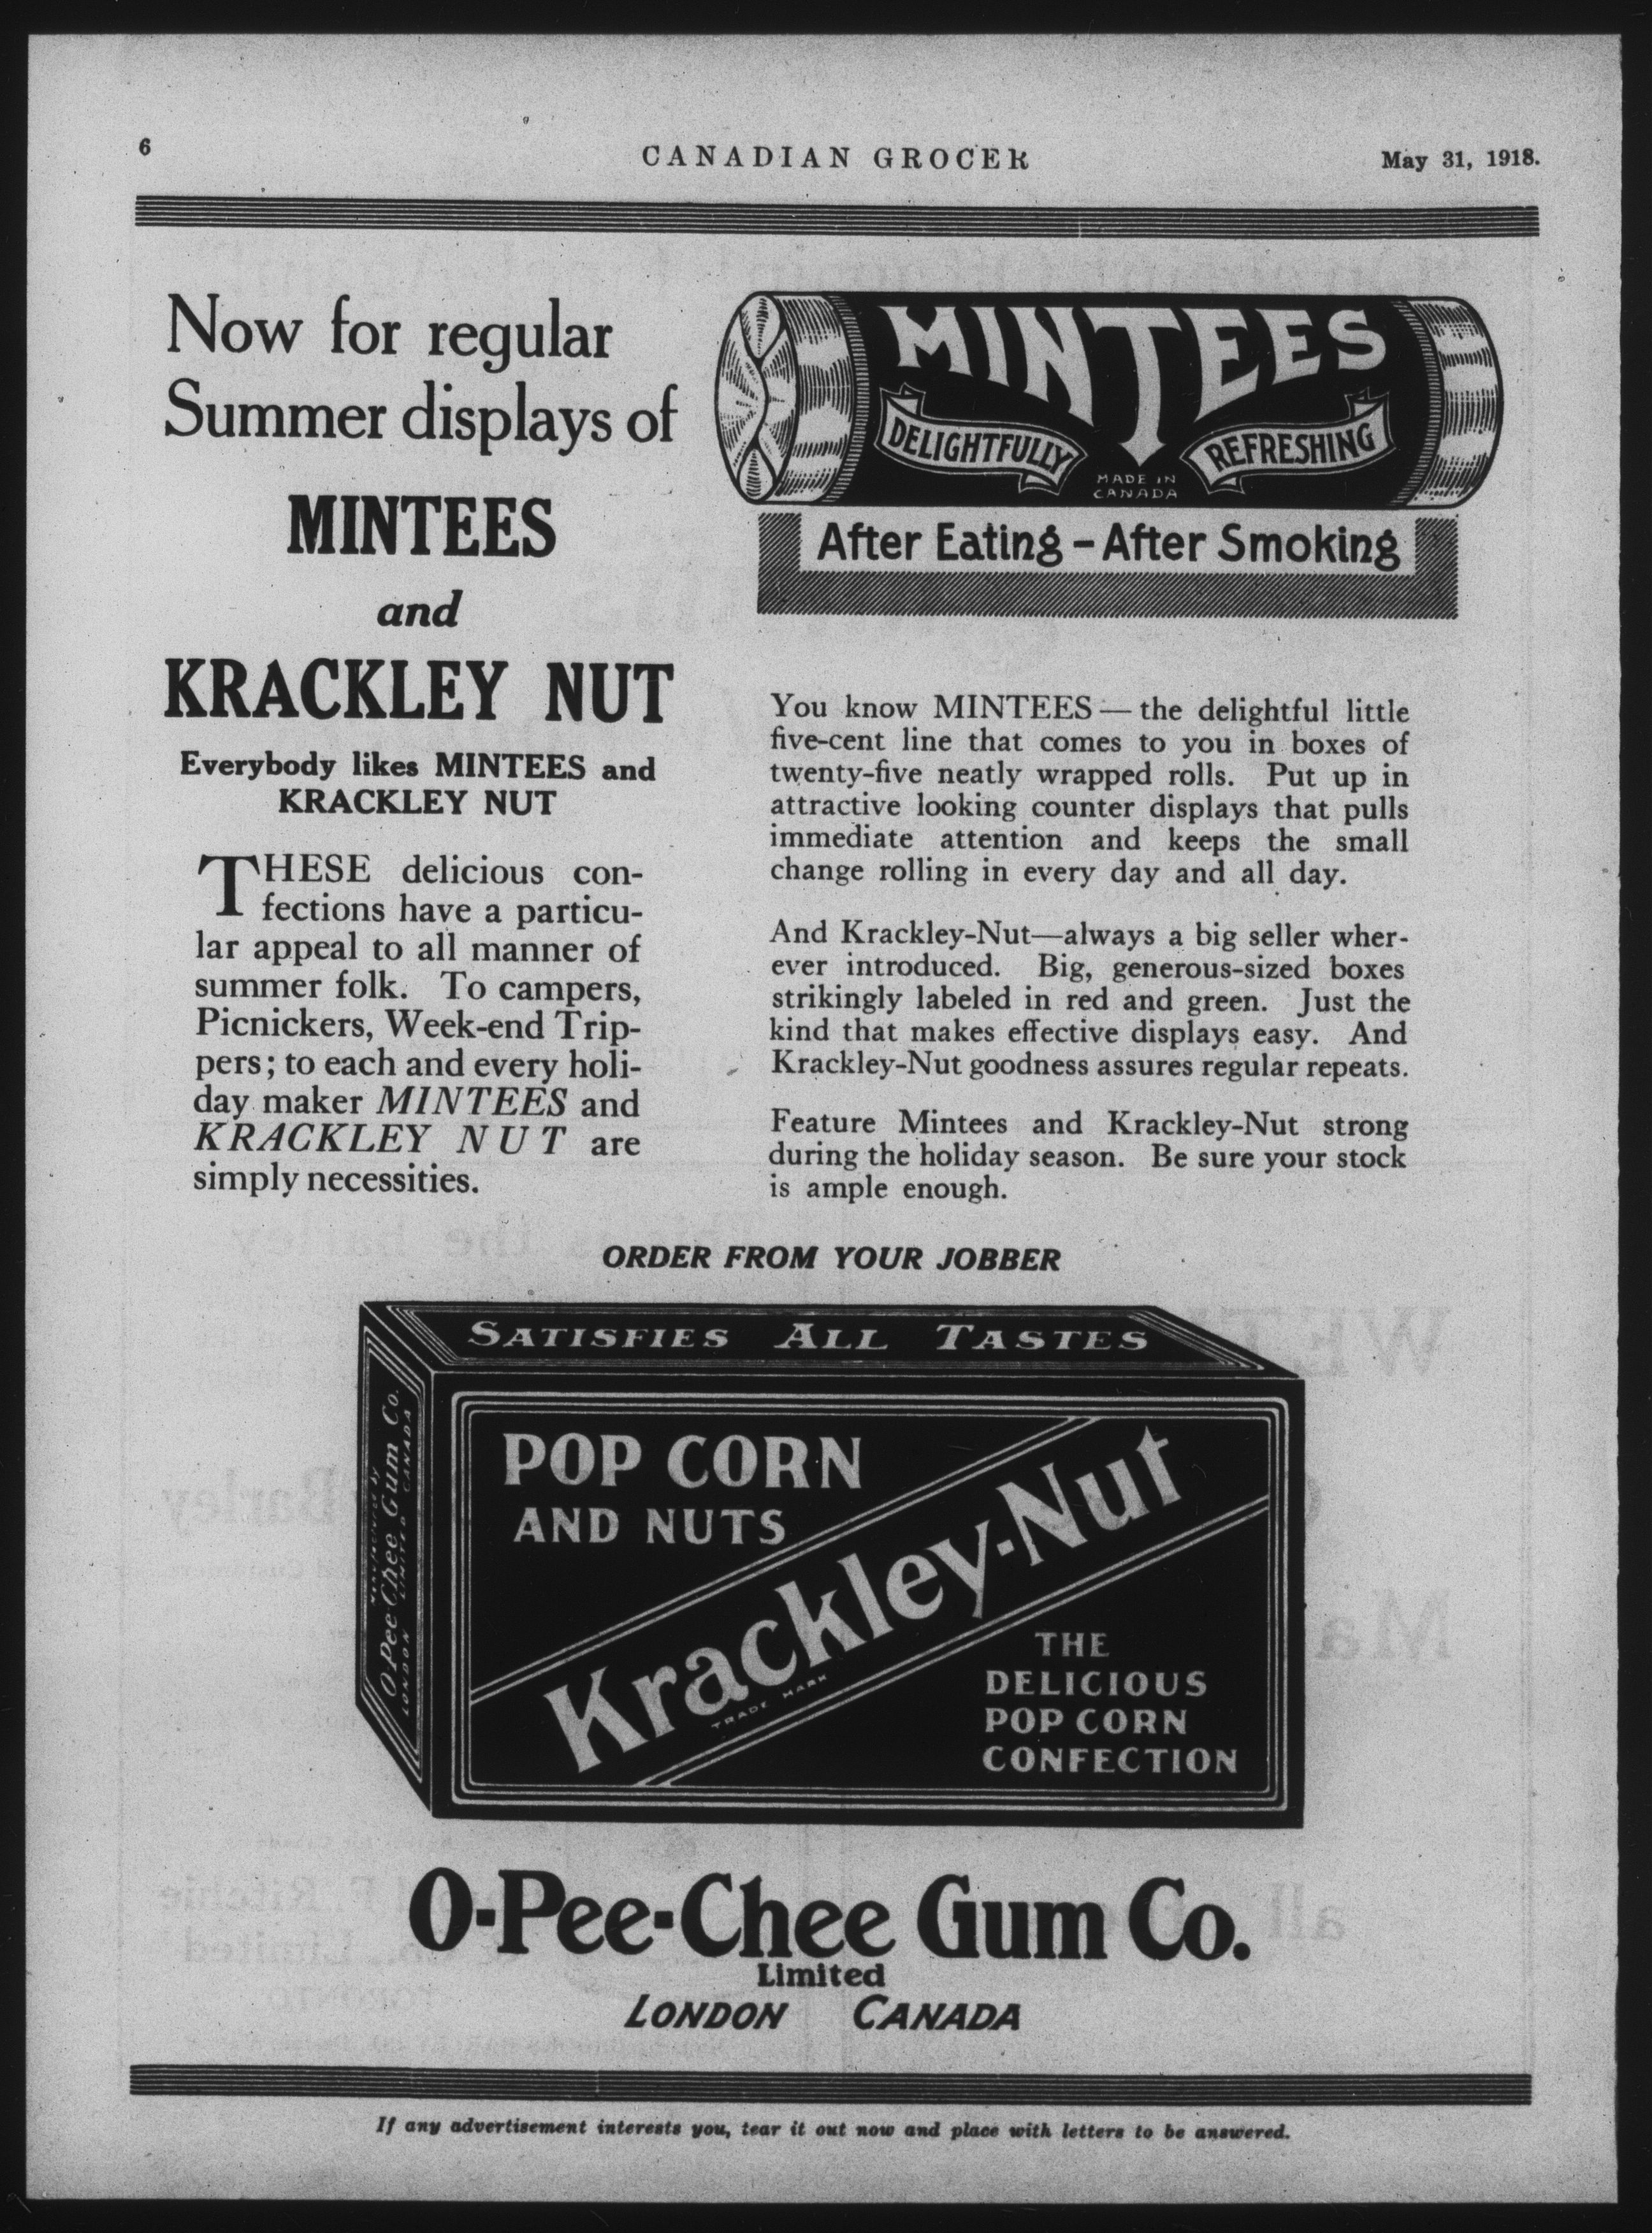 6
CANADIAN GROCER
May 31, 1918.
Now for regular
Summer displays of
MINTEES
and
KRACKLEY NUT
Everybody likes MINTEES and
KRACKLEY NUT
THESE delicious con-
fections have a particu-
lar appeal to all manner of
summer folk. To campers,
Picnickers, Week-end Trip-
pers; to each and every holi-
day maker MINTEES and
KRACKLEY NUT are
simply necessities.
MINTEES
DELIGHTFULLY
REFRESHING
MADE IN
CANADA
After Eating - After Smoking
You know MINTEES — the delightful little
five-cent line that comes to you in boxes of
twenty-five neatly wrapped rolls. Put up in
attractive looking counter displays that pulls
immediate attention and keeps the small
change rolling in every day and all day.
And Krackley-Nut—always a big seller wher-
ever introduced. Big, generous-sized boxes
strikingly labeled in red and green. Just the
kind that makes effective displays easy. And
Krackley-Nut goodness assures regular repeats.
Feature Mintees and Krackley-Nut strong
during the holiday season. Be sure your stock
is ample enough.
ORDER FROM YOUR JOBBER
SATISFIES ALL TASTES
MANUFACTURED BY
O-Pee-Chee Gum Co.
LONDON LIMITED CANADA
POP CORN
AND NUTS
Krackley-Nut
TRADE MARK
THE
DELICIOUS
POP CORN
CONFECTION
O-Pee-Chee Gum Co.
Limited
LONDON CANADA
If any advertisement interests you, tear it out now and place with letters to be answered.